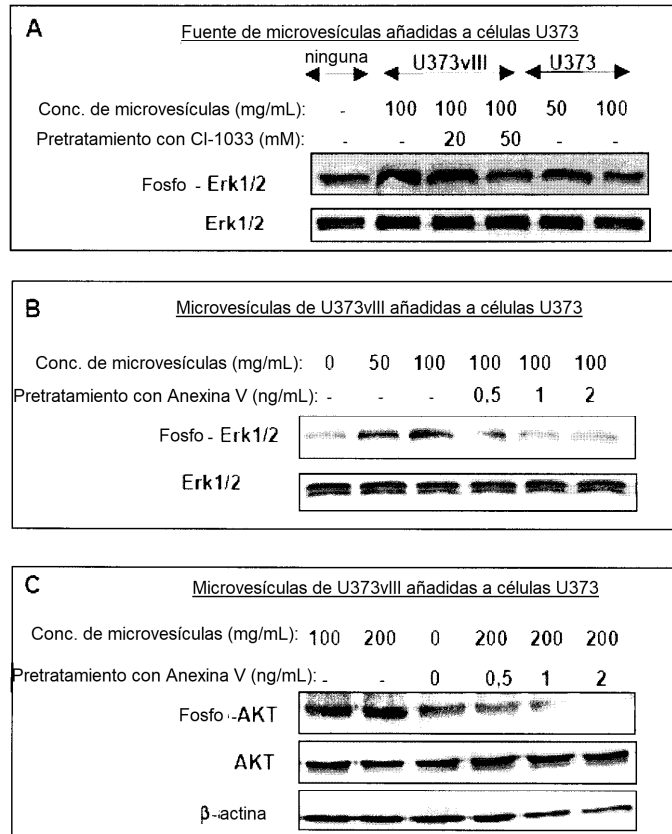 A
Fuente de microvesículas añadidas a células U373
ninguna U373vIII U373
Conc. de microvesículas (mg/mL): - 100 100 100 50 100
Pretratamiento con CI-1033 (mM): - - 20 50 - -
Fosfo - Erk1/2
Erk1/2
B
Microvesículas de U373vIII añadidas a células U373
Conc. de microvesículas (mg/mL): 0 50 100 100 100 100
Pretratamiento con Anexina V (ng/mL): - - - 0,5 1 2
Fosfo - Erk1/2
Erk1/2
C
Microvesículas de U373vIII añadidas a células U373
Conc. de microvesículas (mg/mL): 100 200 0 200 200 200
Pretratamiento con Anexina V (ng/mL): - - 0 0,5 1 2
Fosfo - AKT
AKT
β-actina